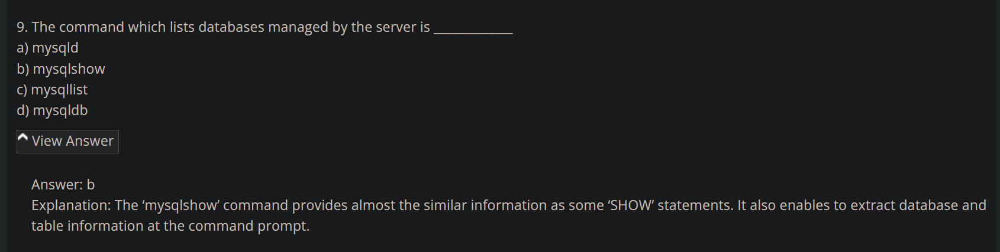 9. The command which lists databases managed by the server is ____________
a) mysqld
b) mysqlshow
c) mysqllist
d) mysqldb
View Answer
Answer: b
Explanation: The ‘mysqlshow’ command provides almost the similar information as some ‘SHOW’ statements. It also enables to extract database and
table information at the command prompt.